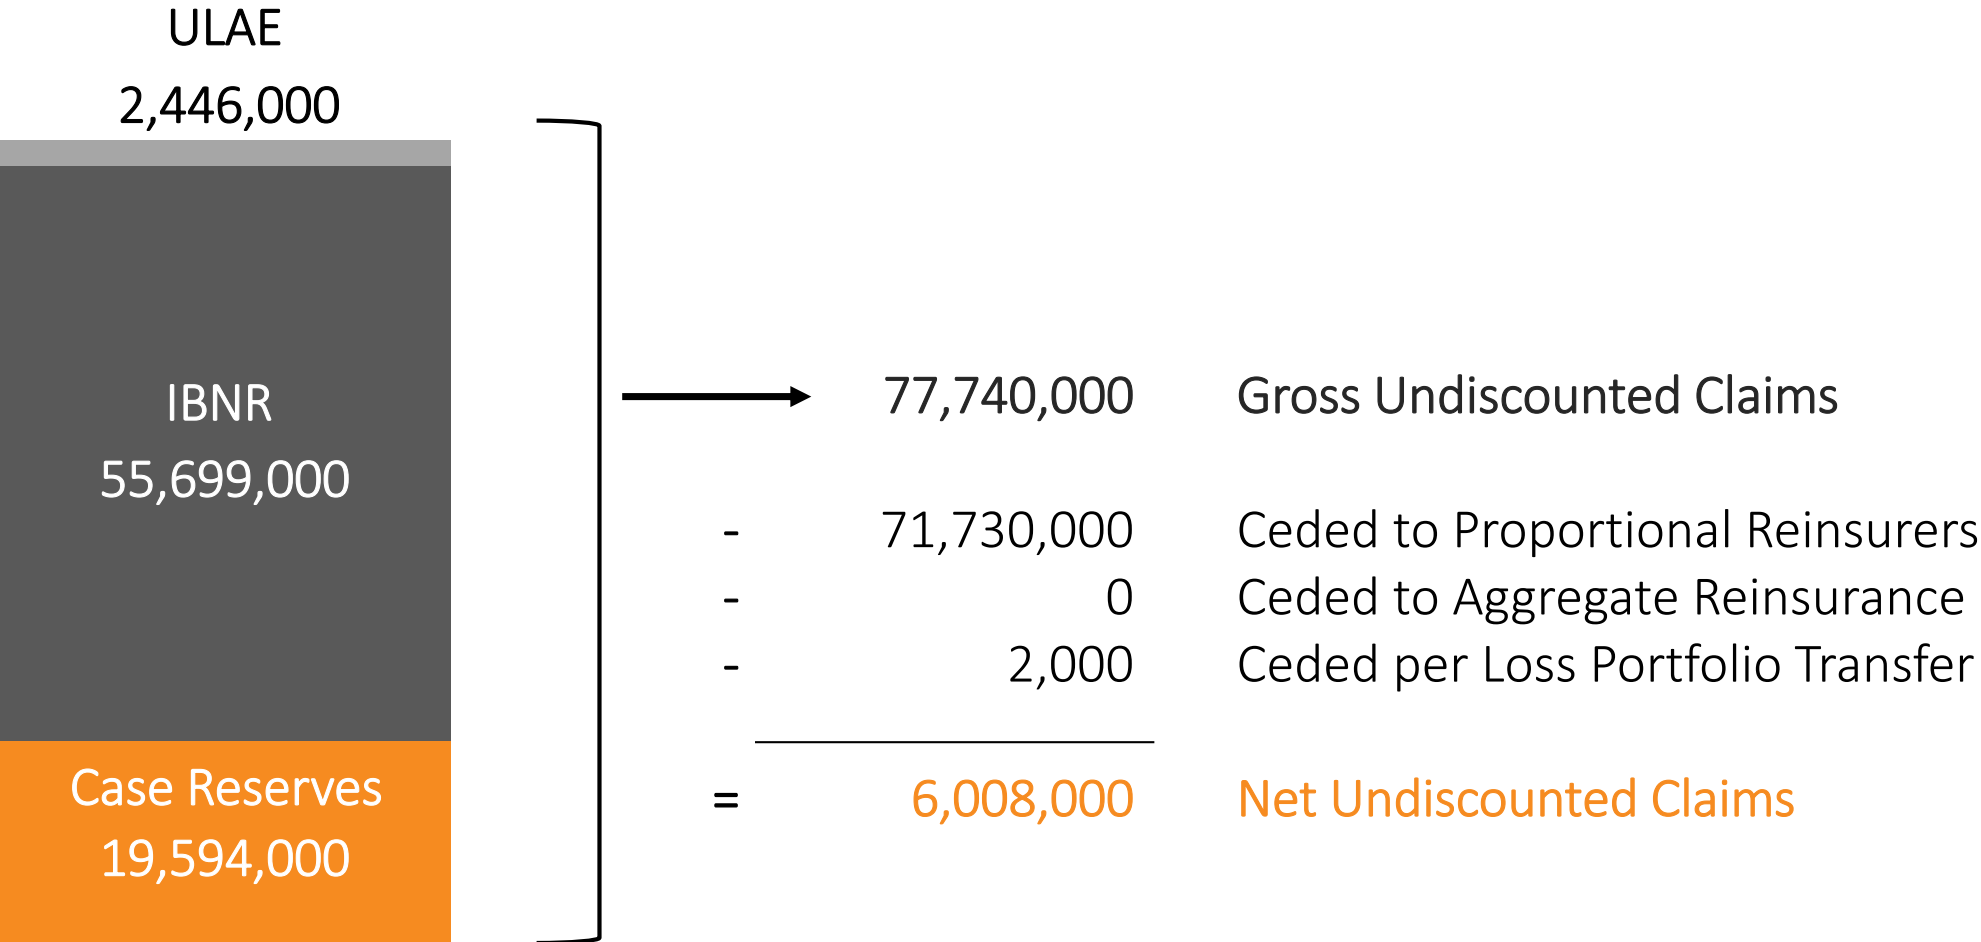 ULAE
2,446,000
IBNR
55,699,000
Case Reserves
19,594,000
77,740,000 Gross Undiscounted Claims
- 71,730,000 Ceded to Proportional Reinsurers
- 0 Ceded to Aggregate Reinsurance
- 2,000 Ceded per Loss Portfolio Transfer
= 6,008,000 Net Undiscounted Claims